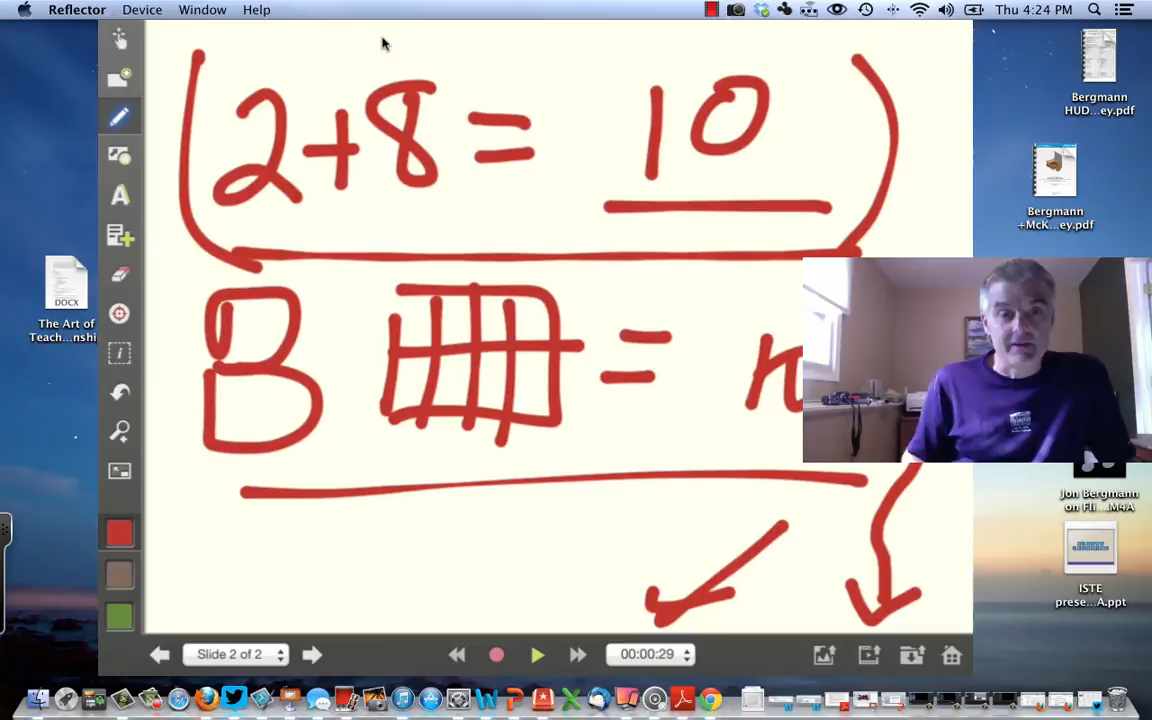 Reflector Device Window Help Thu 4:24 PM
(2+8= 10)
B = n
Bergmann
HUD...ey.pdf
Bergmann
+McK...ey.pdf
DOCX
The Art of
Teach...nship
Jon Bergmann
on Fli...M4A
ISTE
prese...A.ppt
Slide 2 of 2 00:00:29